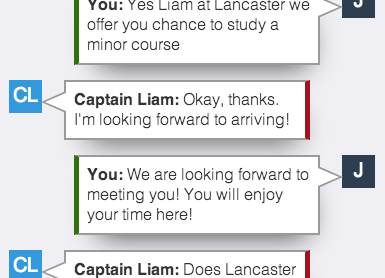 You: Yes Liam at Lancaster we
J
offer you chance to study a
minor course
CL
Captain Liam: Okay, thanks.
I'm looking forward to arriving!
You: We are looking forward to
J
meeting you! You will enjoy
your time here!
CL
Captain Liam: Does Lancaster